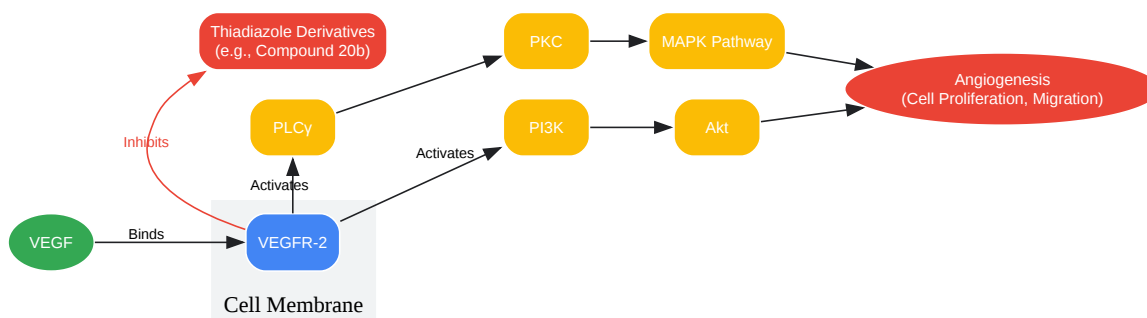 Thiadiazole Derivatives
(e.g., Compound 20b)
PKC
MAPK Pathway
Angiogenesis
(Cell Proliferation, Migration)
PLCγ
PI3K
Akt
Inhibits
Activates
Activates
VEGF
Binds
VEGFR-2
Cell Membrane